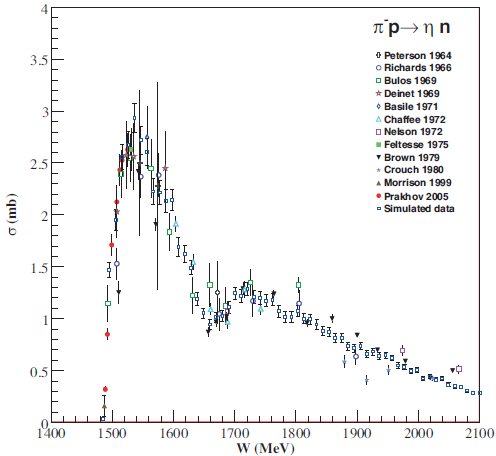 π⁻p→ η n
Peterson 1964
Richards 1966
Bulos 1969
Deinet 1969
Basile 1971
Chaffee 1972
Nelson 1972
Feltesse 1975
Brown 1979
Crouch 1980
Morrison 1999
Prakhov 2005
Simulated data
σ (mb)
4
3.5
3
2.5
2
1.5
1
0.5
0
1400 1500 1600 1700 1800 1900 2000 2100
W (MeV)